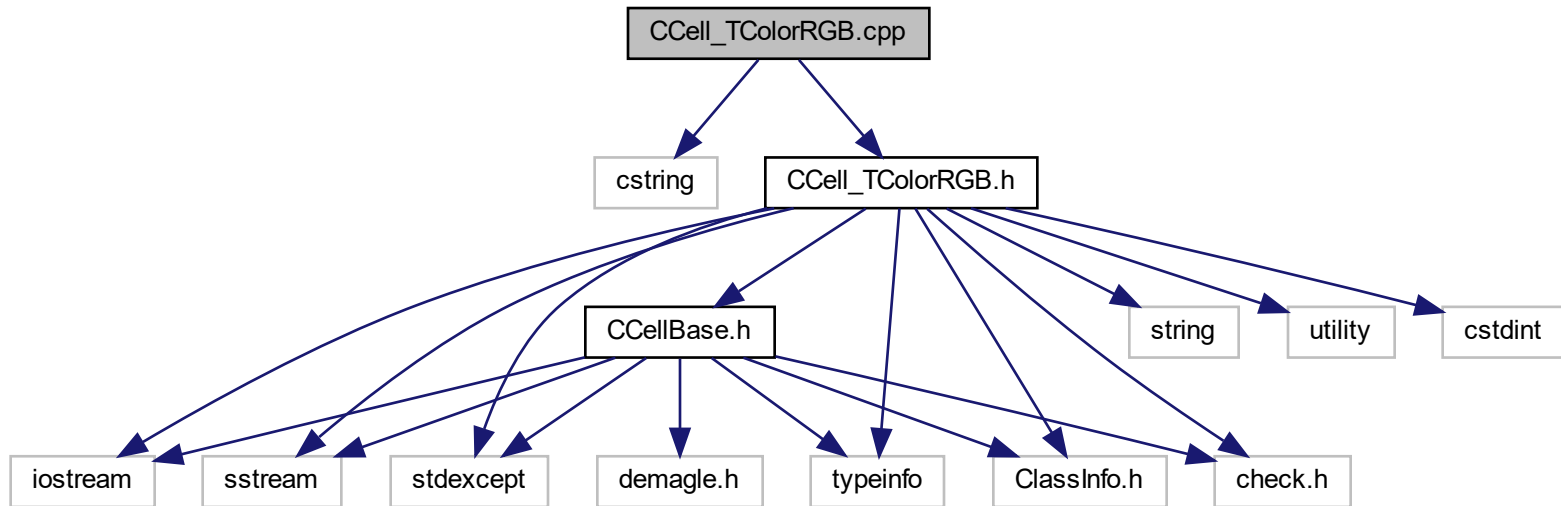 CCell_TColorRGB.cpp
cstring
CCell_TColorRGB.h
CCellBase.h
string
utility
cstdint
iostream
sstream
stdexcept
demagle.h
typeinfo
ClassInfo.h
check.h